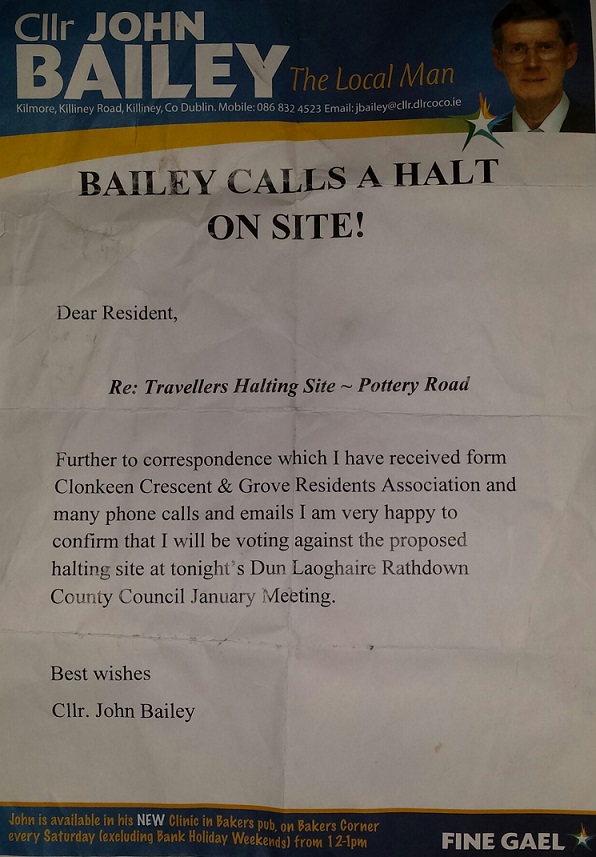 Cllr JOHN
BAILEY The Local Man
Kilmore, Killiney Road, Killiney, Co Dublin. Mobile: 086 832 4523 Email: jbailey@cllr.dlrcoco.ie
BAILEY CALLS A HALT
ON SITE!
Dear Resident,
Re: Travellers Halting Site ~ Pottery Road
Further to correspondence which I have received form
Clonkeen Crescent & Grove Residents Association and
many phone calls and emails I am very happy to
confirm that I will be voting against the proposed
halting site at tonight's Dun Laoghaire Rathdown
County Council January Meeting.
Best wishes
Cllr. John Bailey
John is available in his NEW Clinic in Bakers pub, on Bakers Corner
every Saturday (excluding Bank Holiday Weekends) from 12-1pm
FINE GAEL